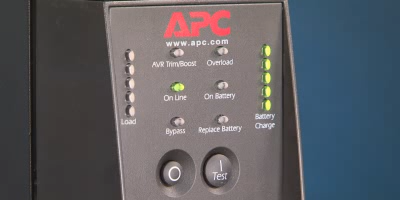 APC
www.apc.com
AVR Trim/Boost
Overload
On Line
On Battery
Load
Bypass
Replace Battery
Battery
Charge
Test